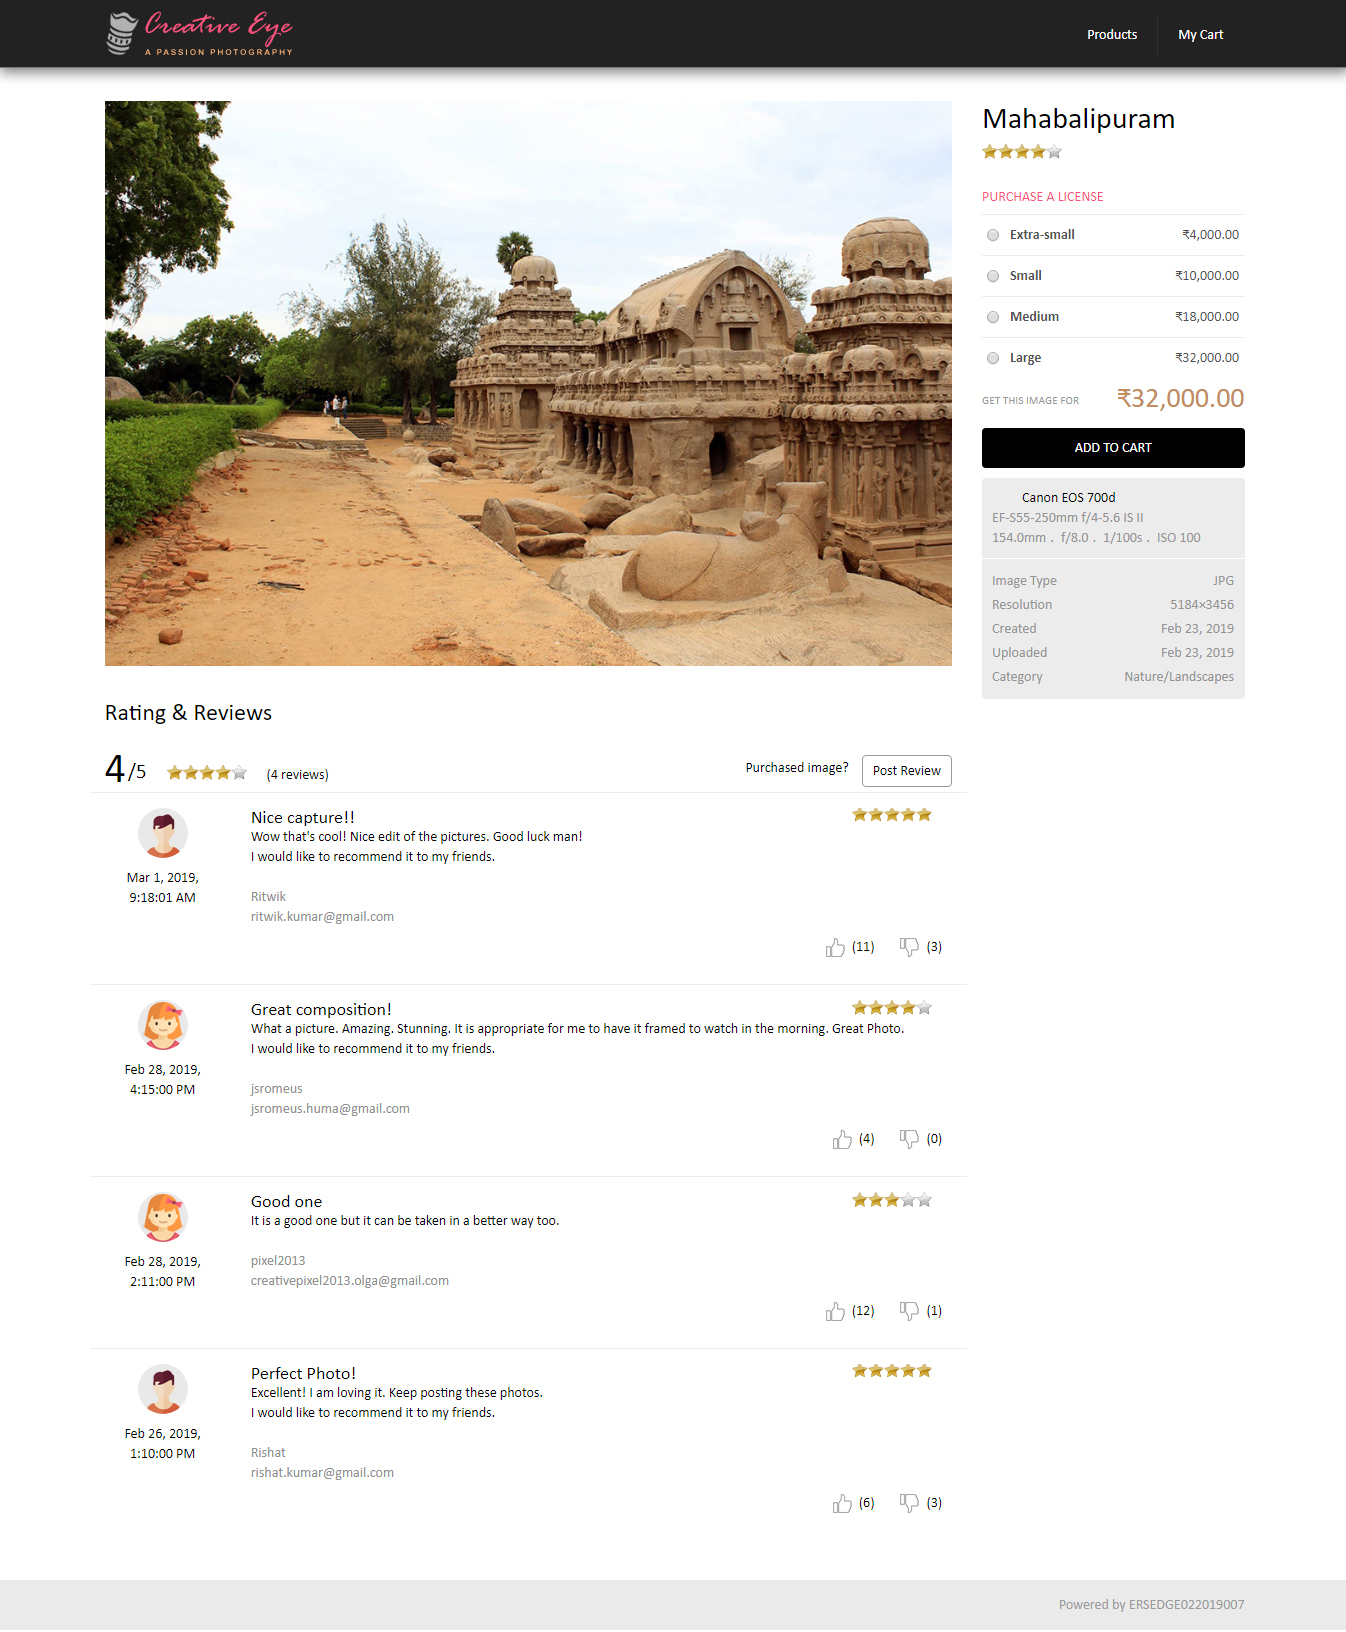 Creative Eye
A PASSION PHOTOGRAPHY
Products
My Cart
Mahabalipuram
PURCHASE A LICENSE
Extra-small ₹4,000.00
Small ₹10,000.00
Medium ₹18,000.00
Large ₹32,000.00
GET THIS IMAGE FOR ₹32,000.00
ADD TO CART
Canon EOS 700d
EF-S55-250mm f/4-5.6 IS II
154.0mm . f/8.0 . 1/100s . ISO 100
Image Type JPG
Resolution 5184×3456
Created Feb 23, 2019
Uploaded Feb 23, 2019
Category Nature/Landscapes
Rating & Reviews
4/5 (4 reviews)
Purchased image? Post Review
Nice capture!!
Wow that's cool! Nice edit of the pictures. Good luck man!
I would like to recommend it to my friends.
Mar 1, 2019,
9:18:01 AM
Ritwik
ritwik.kumar@gmail.com
(11) (3)
Great composition!
What a picture. Amazing. Stunning. It is appropriate for me to have it framed to watch in the morning. Great Photo.
I would like to recommend it to my friends.
Feb 28, 2019,
4:15:00 PM
jsromeus
jsromeus.huma@gmail.com
(4) (0)
Good one
It is a good one but it can be taken in a better way too.
Feb 28, 2019,
2:11:00 PM
pixel2013
creativepixel2013.olga@gmail.com
(12) (1)
Perfect Photo!
Excellent! I am loving it. Keep posting these photos.
I would like to recommend it to my friends.
Feb 26, 2019,
1:10:00 PM
Rishat
rishat.kumar@gmail.com
(6) (3)
Powered by ERSEDGE022019007